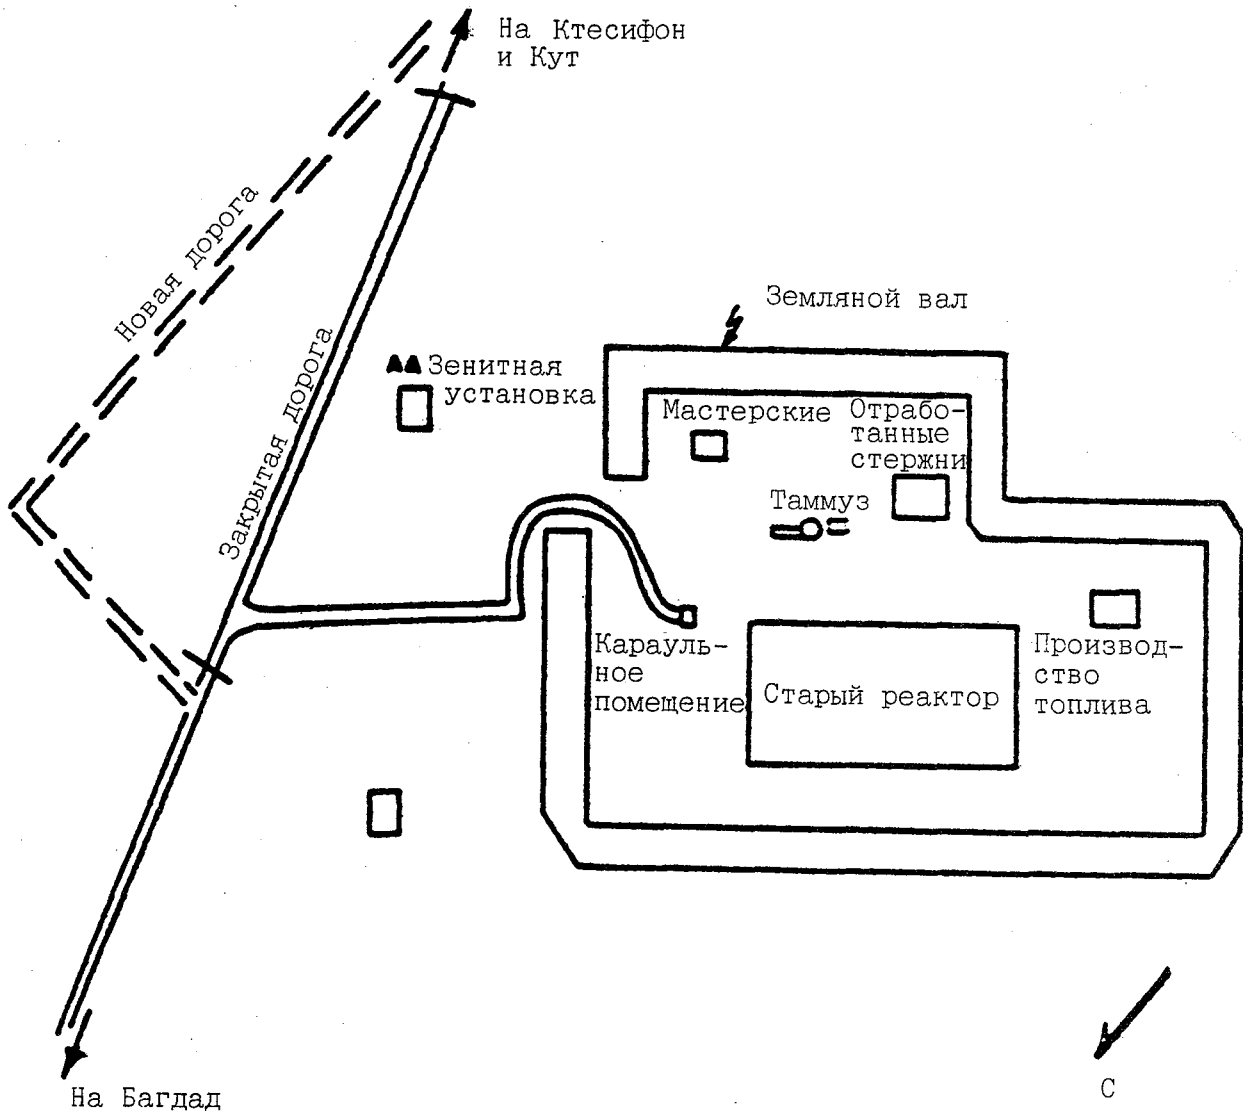 На Ктесифон
и Кут
Новая дорога
Закрытая дорога
Земляной вал
Зенитная
установка
Мастерские
Отрабо-
танные
стержни
Таммуз
Карауль-
ное
помещение
Старый реактор
Производ-
ство
топлива
На Багдад
С